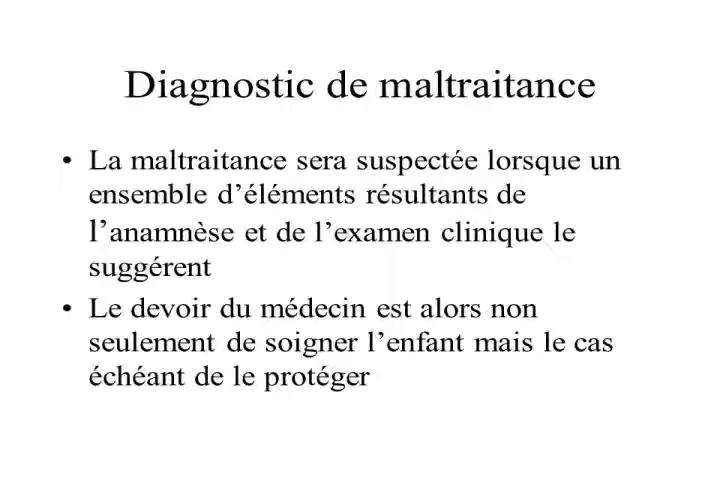 Diagnostic de maltraitance
• La maltraitance sera suspectée lorsque un
ensemble d’éléments résultants de
l’anamnèse et de l’examen clinique le
suggérent
• Le devoir du médecin est alors non
seulement de soigner l’enfant mais le cas
échéant de le protéger